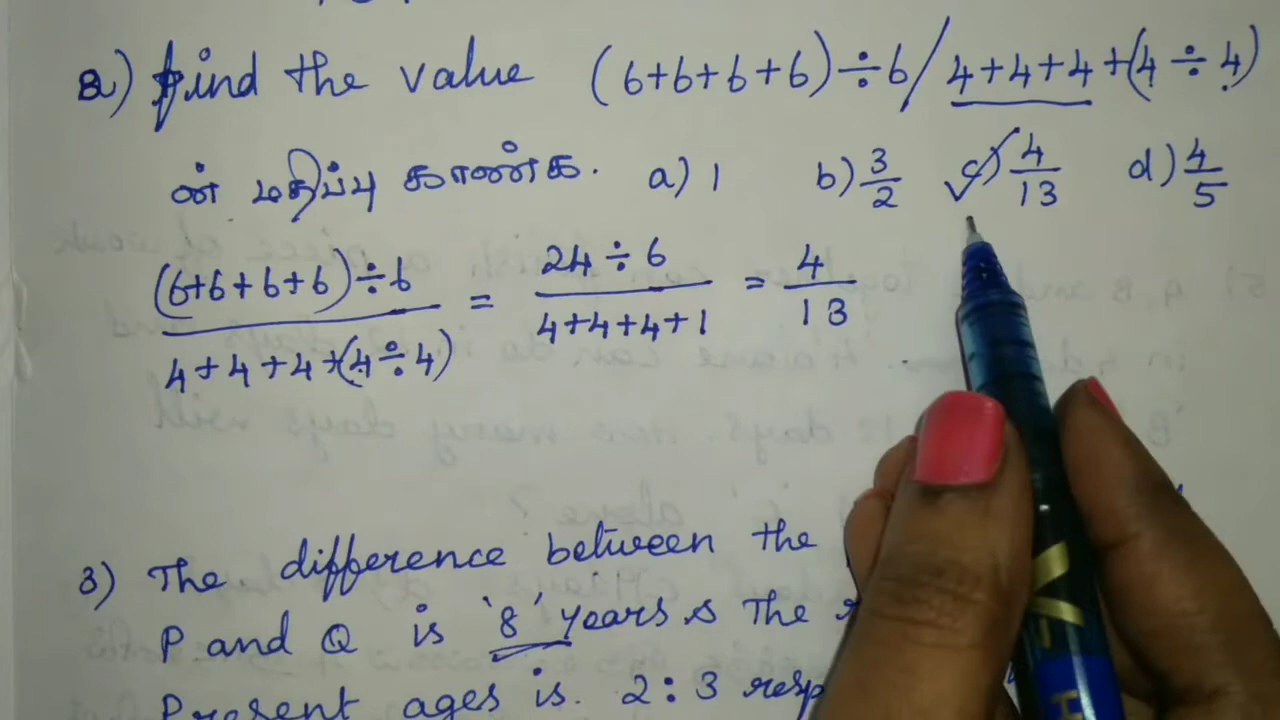 2) Find the value (6+6+6+6)÷6/4+4+4+(4÷4)
ன் மதிப்பு காண்க. a) 1 b) 3/2 c) 4/13 d) 4/5
(6+6+6+6)÷6 / 4+4+4+(4÷4) = 24÷6 / 4+4+4+1 = 4/13
3) The difference between the
P and Q is '8' years The
Present ages is. 2:3 resp